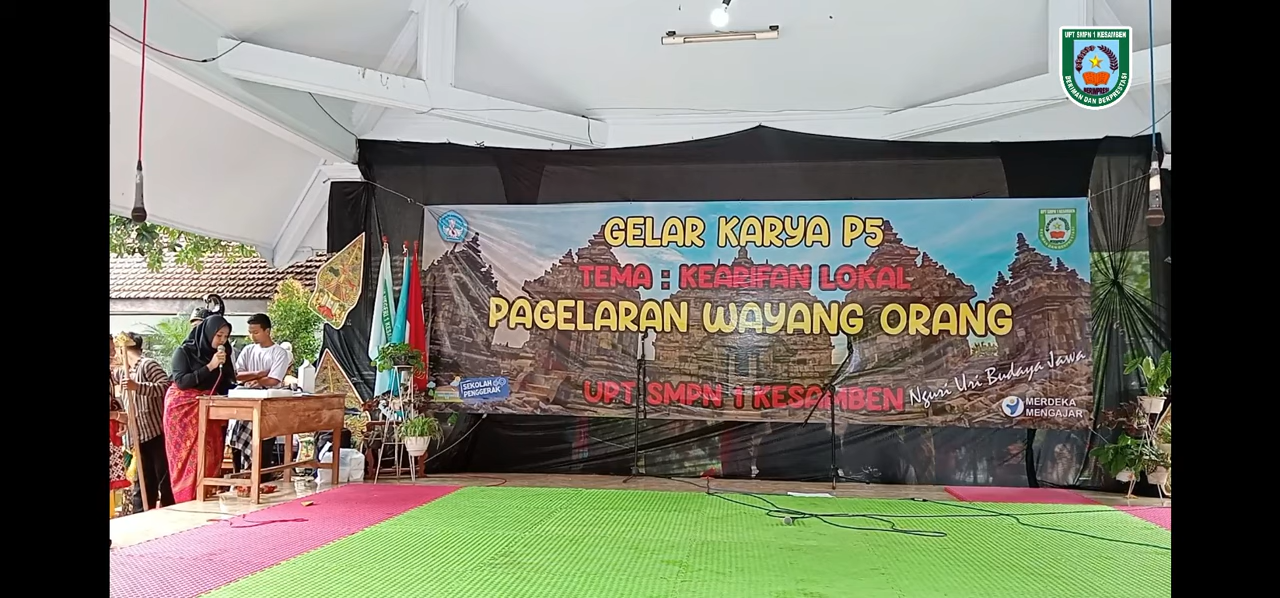 UPT SMPN 1 KESAMBEN
BERIMAN DAN BERPRESTASI
GELAR KARYA P5
TEMA : KEARIFAN LOKAL
PAGELARAN WAYANG ORANG
UPT SMPN 1 KESAMBEN
Nguri Uri Budaya Jawa
SEKOLAH
PENGGERAK
MERDEKA
MENGAJAR